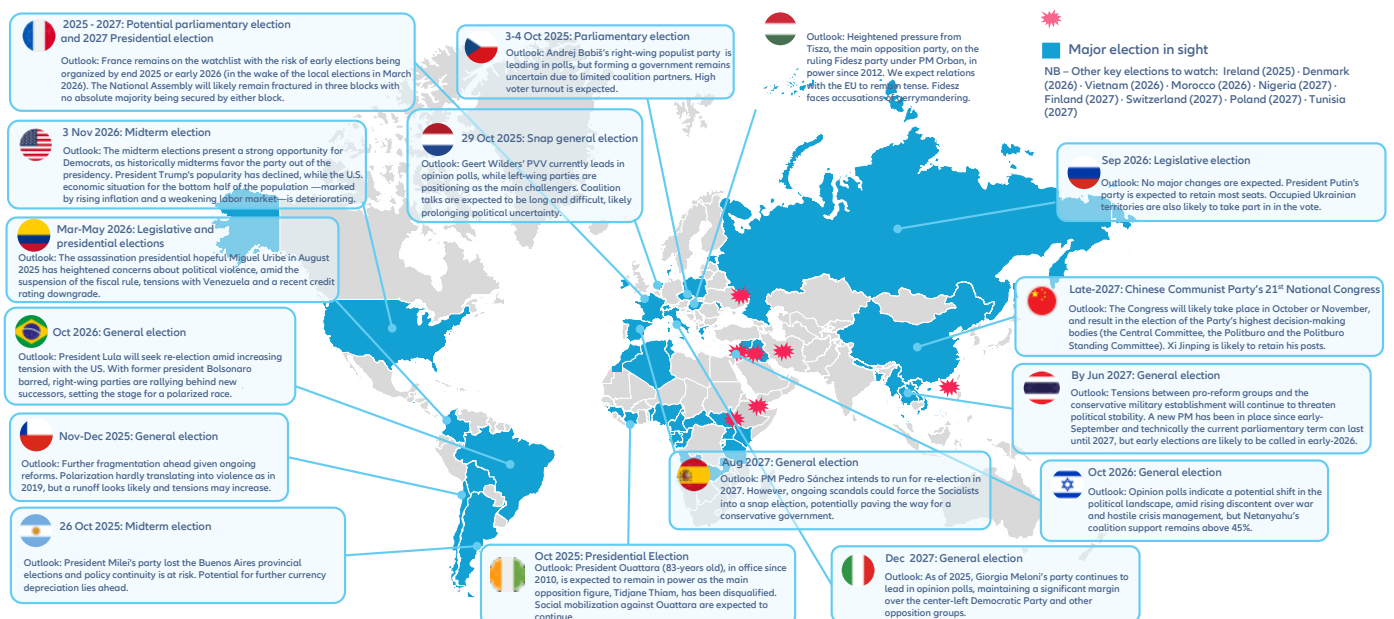 2025 - 2027: Potential parliamentary election
and 2027 Presidential election
Outlook: France remains on the watchlist with the risk of early elections being
organized by end 2025 or early 2026 (in the wake of the local elections in March
2026). The National Assembly will likely remain fractured in three blocks with
no absolute majority being secured by either block.
3-4 Oct 2025: Parliamentary election
Outlook: Andrej Babiš's right-wing populist party is
leading in polls, but forming a government remains
uncertain due to limited coalition partners. High
voter turnout is expected.
Outlook: Heightened pressure from
Tisza, the main opposition party, on the
ruling Fidesz party under PM Orban, in
power since 2012. We expect relations
with the EU to remain tense. Fidesz
faces accusations of gerrymandering.
Major election in sight
NB – Other key elections to watch: Ireland (2025) · Denmark
(2026) · Vietnam (2026) · Morocco (2026) · Nigeria (2027) ·
Finland (2027) · Switzerland (2027) · Poland (2027) · Tunisia
(2027)
3 Nov 2026: Midterm election
Outlook: The midterm elections present a strong opportunity for
Democrats, as historically midterms favor the party out of the
presidency. President Trump's popularity has declined, while the U.S.
economic situation for the bottom half of the population —marked
by rising inflation and a weakening labor market—is deteriorating.
29 Oct 2025: Snap general election
Outlook: Geert Wilders' PVV currently leads in
opinion polls, while left-wing parties are
positioning as the main challengers. Coalition
talks are expected to be long and difficult, likely
prolonging political uncertainty.
Sep 2026: Legislative election
Outlook: No major changes are expected. President Putin's
party is expected to retain most seats. Occupied Ukrainian
territories are also likely to take part in in the vote.
Mar-May 2026: Legislative and
presidential elections
Outlook: The assassination presidential hopeful Miguel Uribe in August
2025 has heightened concerns about political violence, amid the
suspension of the fiscal rule, tensions with Venezuela and a recent credit
rating downgrade.
Late-2027: Chinese Communist Party's 21st National Congress
Outlook: The Congress will likely take place in October or November,
and result in the election of the Party's highest decision-making
bodies (the Central Committee, the Politburo and the Politburo
Standing Committee). Xi Jinping is likely to retain his posts.
Oct 2026: General election
Outlook: President Lula will seek re-election amid increasing
tension with the US. With former president Bolsonaro
barred, right-wing parties are rallying behind new
successors, setting the stage for a polarized race.
By Jun 2027: General election
Outlook: Tensions between pro-reform groups and the
conservative military establishment will continue to threaten
political stability. A new PM has been in place since early-
September and technically the current parliamentary term can last
until 2027, but early elections are likely to be called in early-2026.
Nov-Dec 2025: General election
Outlook: Further fragmentation ahead given ongoing
reforms. Polarization hardly translating into violence as in
2019, but a runoff looks likely and tensions may increase.
Aug 2027: General election
Outlook: PM Pedro Sánchez intends to run for re-election in
2027. However, ongoing scandals could force the Socialists
into a snap election, potentially paving the way for a
conservative government.
Oct 2026: General election
Outlook: Opinion polls indicate a potential shift in the
political landscape, amid rising discontent over war
and hostile crisis management, but Netanyahu's
coalition support remains above 45%.
26 Oct 2025: Midterm election
Outlook: President Milei's party lost the Buenos Aires provincial
elections and policy continuity is at risk. Potential for further currency
depreciation lies ahead.
Oct 2025: Presidential Election
Outlook: President Ouattara (83-years old), in office since
2010, is expected to remain in power as the main
opposition figure, Tidjane Thiam, has been disqualified.
Social mobilization against Ouattara are expected to
continue.
Dec 2027: General election
Outlook: As of 2025, Giorgia Meloni's party continues to
lead in opinion polls, maintaining a significant margin
over the center-left Democratic Party and other
opposition groups.